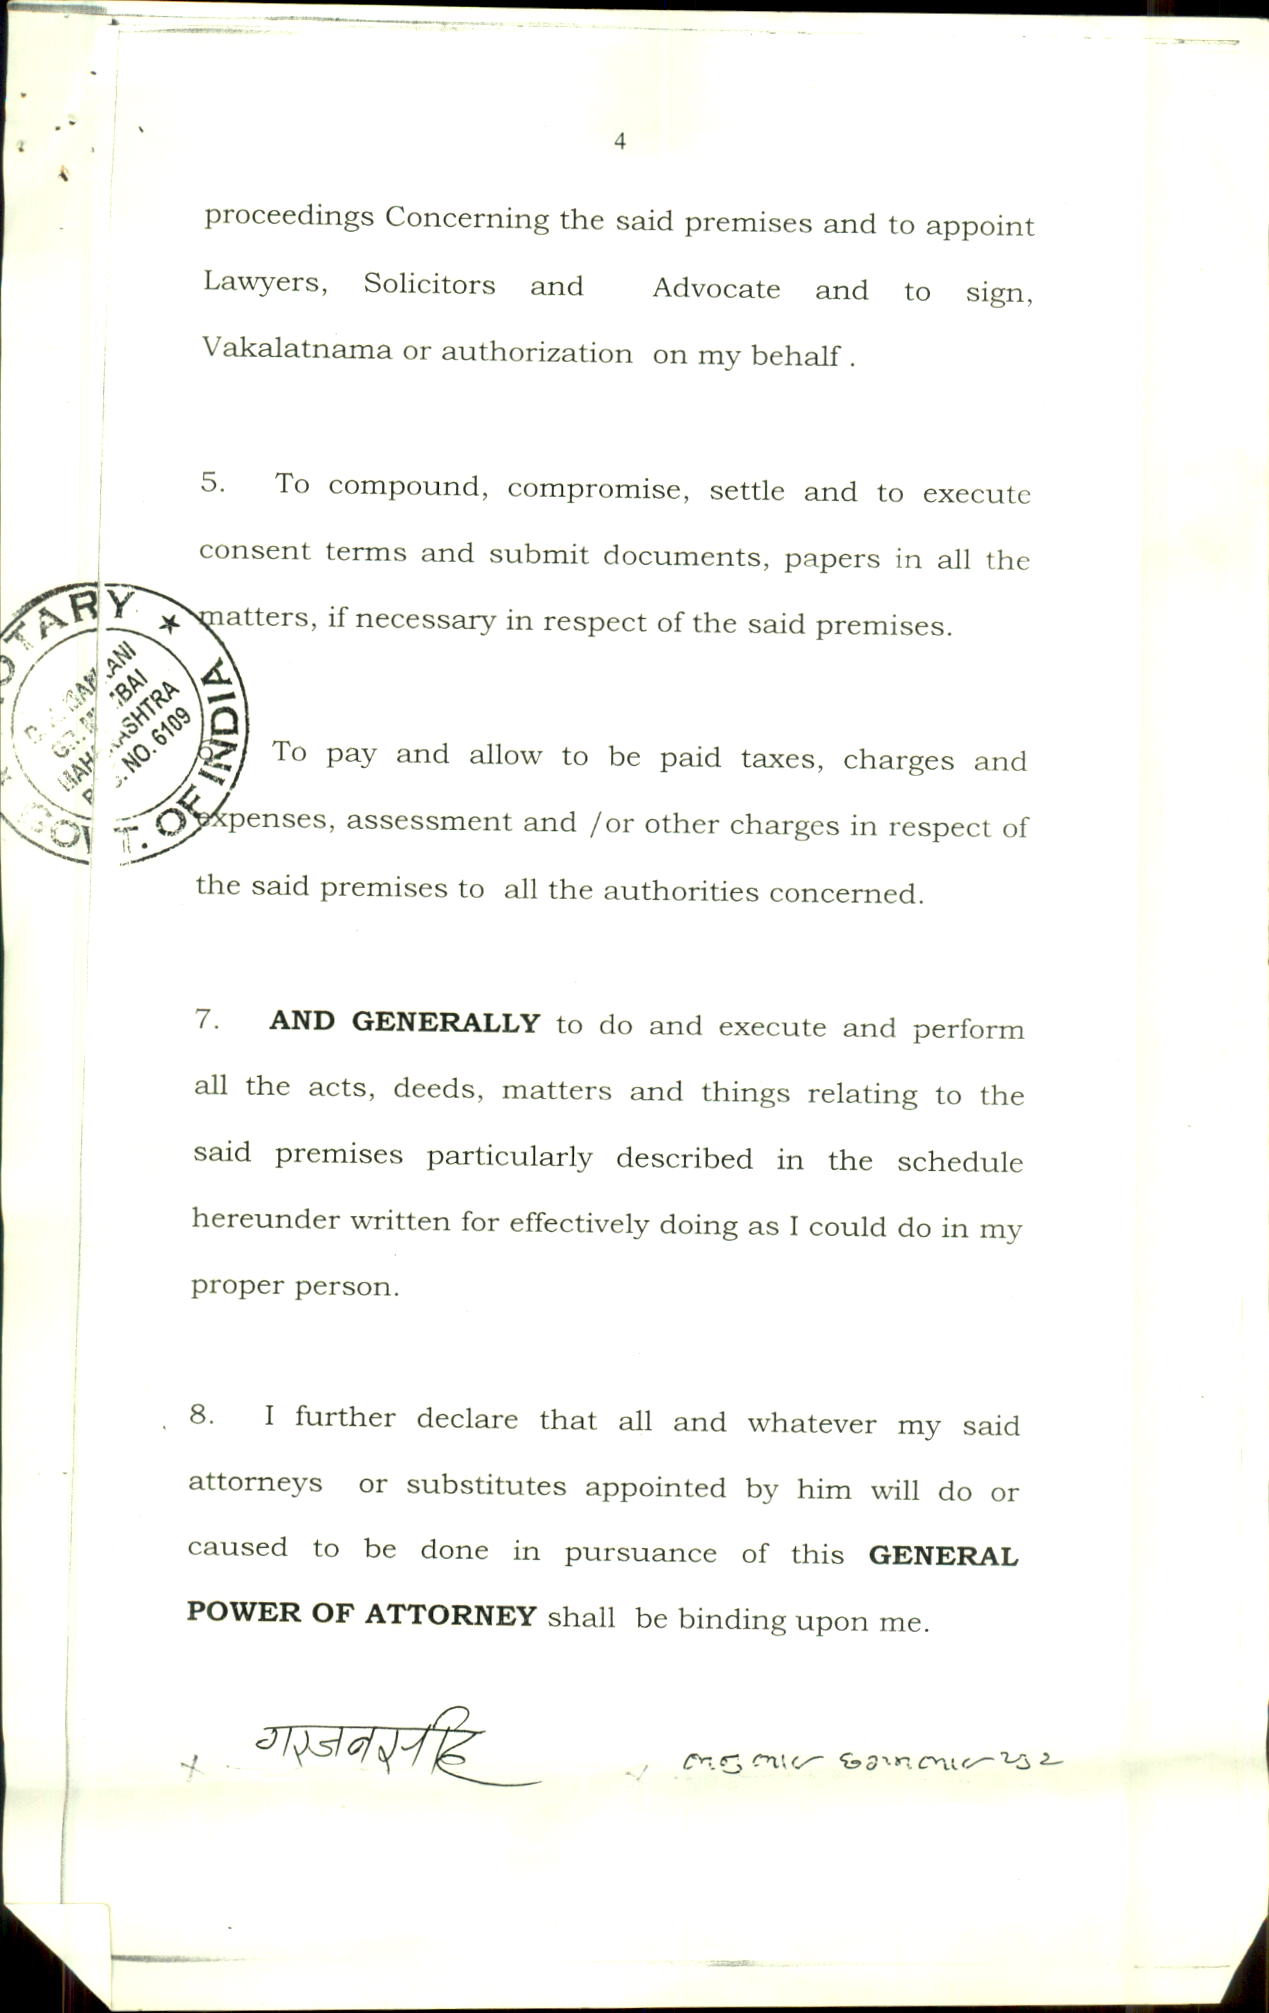 4
proceedings Concerning the said premises and to appoint
Lawyers, Solicitors and Advocate and to sign,
Vakalatnama or authorization on my behalf .
5. To compound, compromise, settle and to execute
consent terms and submit documents, papers in all the
matters, if necessary in respect of the said premises.
NOTARY ★ GOVT. OF INDIA ★
MAHARASHTRA
REG. NO. 6109
To pay and allow to be paid taxes, charges and
expenses, assessment and /or other charges in respect of
the said premises to all the authorities concerned.
7. AND GENERALLY to do and execute and perform
all the acts, deeds, matters and things relating to the
said premises particularly described in the schedule
hereunder written for effectively doing as I could do in my
proper person.
8. I further declare that all and whatever my said
attorneys or substitutes appointed by him will do or
caused to be done in pursuance of this GENERAL
POWER OF ATTORNEY shall be binding upon me.